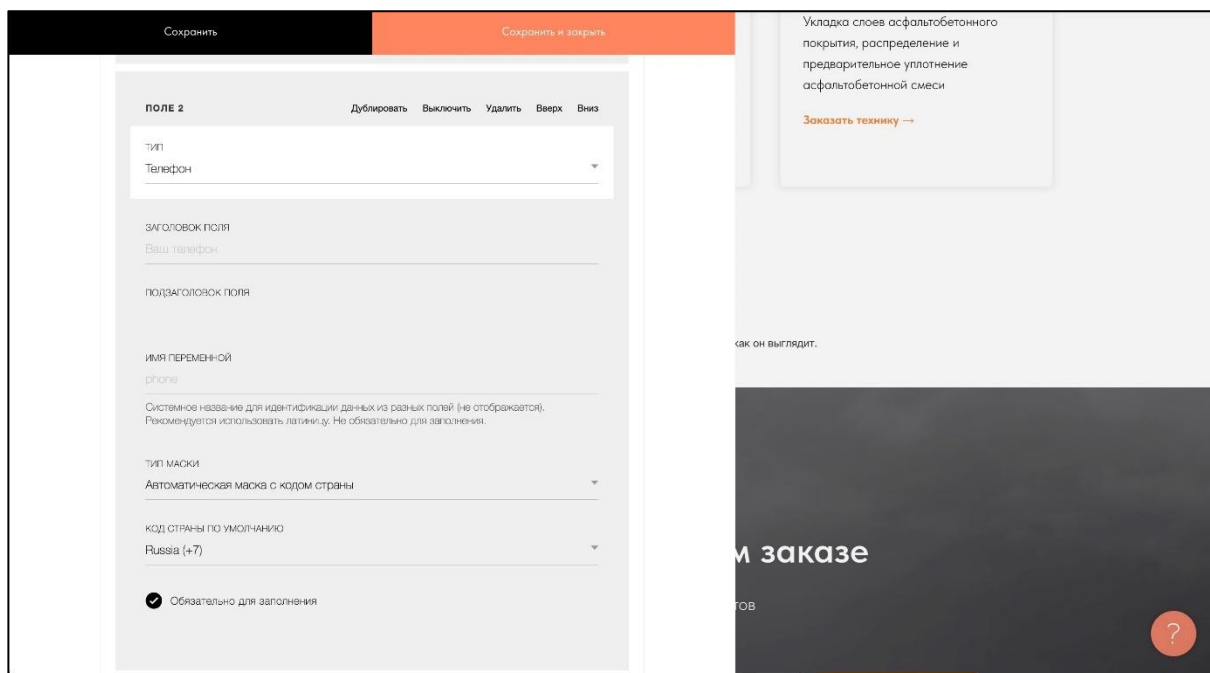 Сохранить
Сохранить и закрыть
ПОЛЕ 2
Дублировать Выключить Удалить Вверх Вниз
ТИП
Телефон
ЗАГОЛОВОК ПОЛЯ
Ваш телефон
ПОДЗАГОЛОВОК ПОЛЯ
ИМЯ ПЕРЕМЕННОЙ
phone
Системное название для идентификации данных из разных полей (не отображается).
Рекомендуется использовать латиницу. Не обязательно для заполнения.
ТИП МАСКИ
Автоматическая маска с кодом страны
КОД СТРАНЫ ПО УМОЛЧАНИЮ
Russia (+7)
Обязательно для заполнения
Укладка слоев асфальтобетонного
покрытия, распределение и
предварительное уплотнение
асфальтобетонной смеси
Заказать технику →
как он выглядит.
м заказе
тов
?